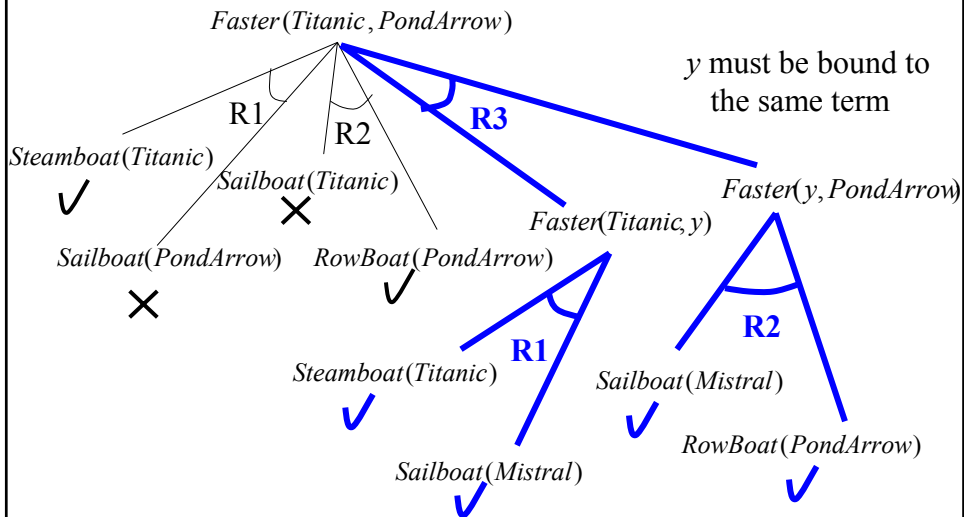 Faster(Titanic, PondArrow)
y must be bound to
the same term
R1
R2
R3
Steamboat(Titanic)
Sailboat(Titanic)
Faster(y, PondArrow)
Faster(Titanic, y)
Sailboat(PondArrow)
RowBoat(PondArrow)
R1
R2
Steamboat(Titanic)
Sailboat(Mistral)
RowBoat(PondArrow)
Sailboat(Mistral)